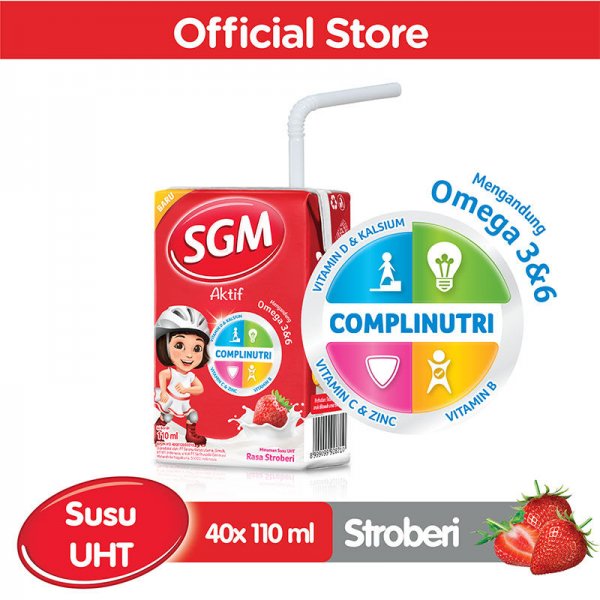 Official Store
BARU
SGM
Aktif
Mengandung
Omega 3&6
VITAMIN D & KALSIUM
COMPLINUTRI
VITAMIN C & ZINC
VITAMIN B
110 ml
Minuman Susu UHT
Rasa Stroberi
Mengandung
Omega 3&6
VITAMIN D & KALSIUM
COMPLINUTRI
VITAMIN C & ZINC
VITAMIN B
Susu
UHT
40x 110 ml
Stroberi